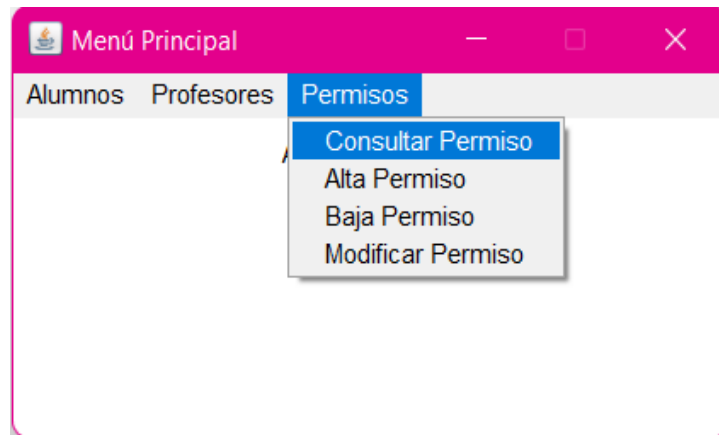 Menú Principal
Alumnos Profesores Permisos
Consultar Permiso
Alta Permiso
Baja Permiso
Modificar Permiso